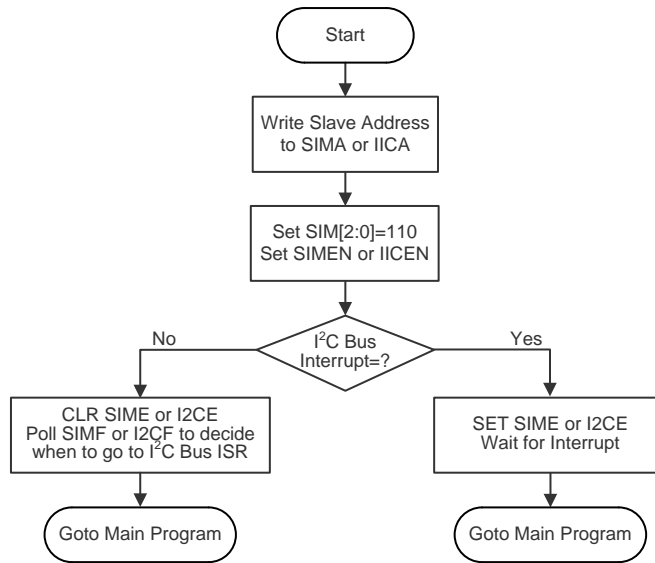 Start
Write Slave Address
to SIMA or IICA
Set SIM[2:0]=110
Set SIMEN or IICEN
No
I²C Bus
Interrupt=?
Yes
CLR SIME or I2CE
Poll SIMF or I2CF to decide
when to go to I²C Bus ISR
SET SIME or I2CE
Wait for Interrupt
Goto Main Program
Goto Main Program